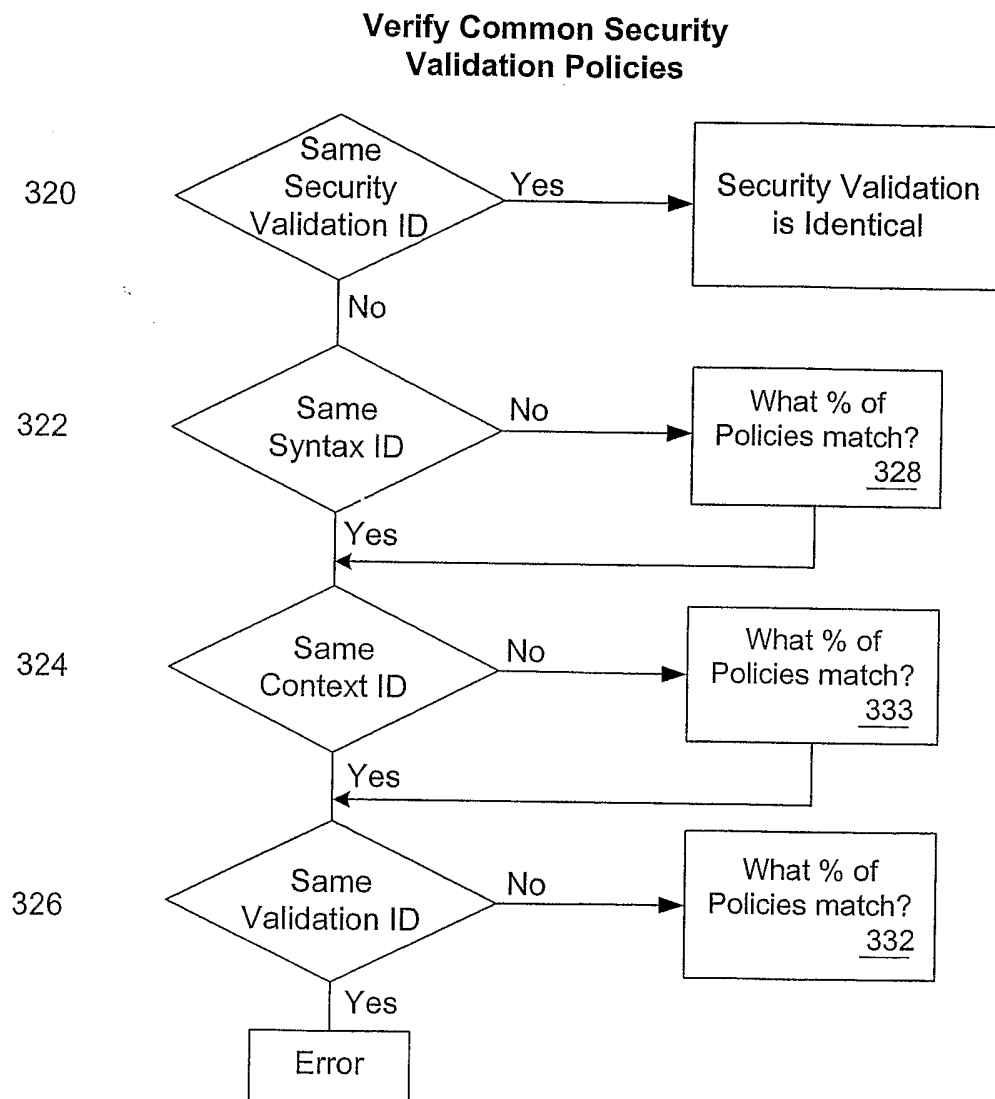 Verify Common Security
Validation Policies
320
Same
Security
Validation ID
Yes
Security Validation
is Identical
No
322
Same
Syntax ID
No
What % of
Policies match?
328
Yes
324
Same
Context ID
No
What % of
Policies match?
333
Yes
326
Same
Validation ID
No
What % of
Policies match?
332
Yes
Error